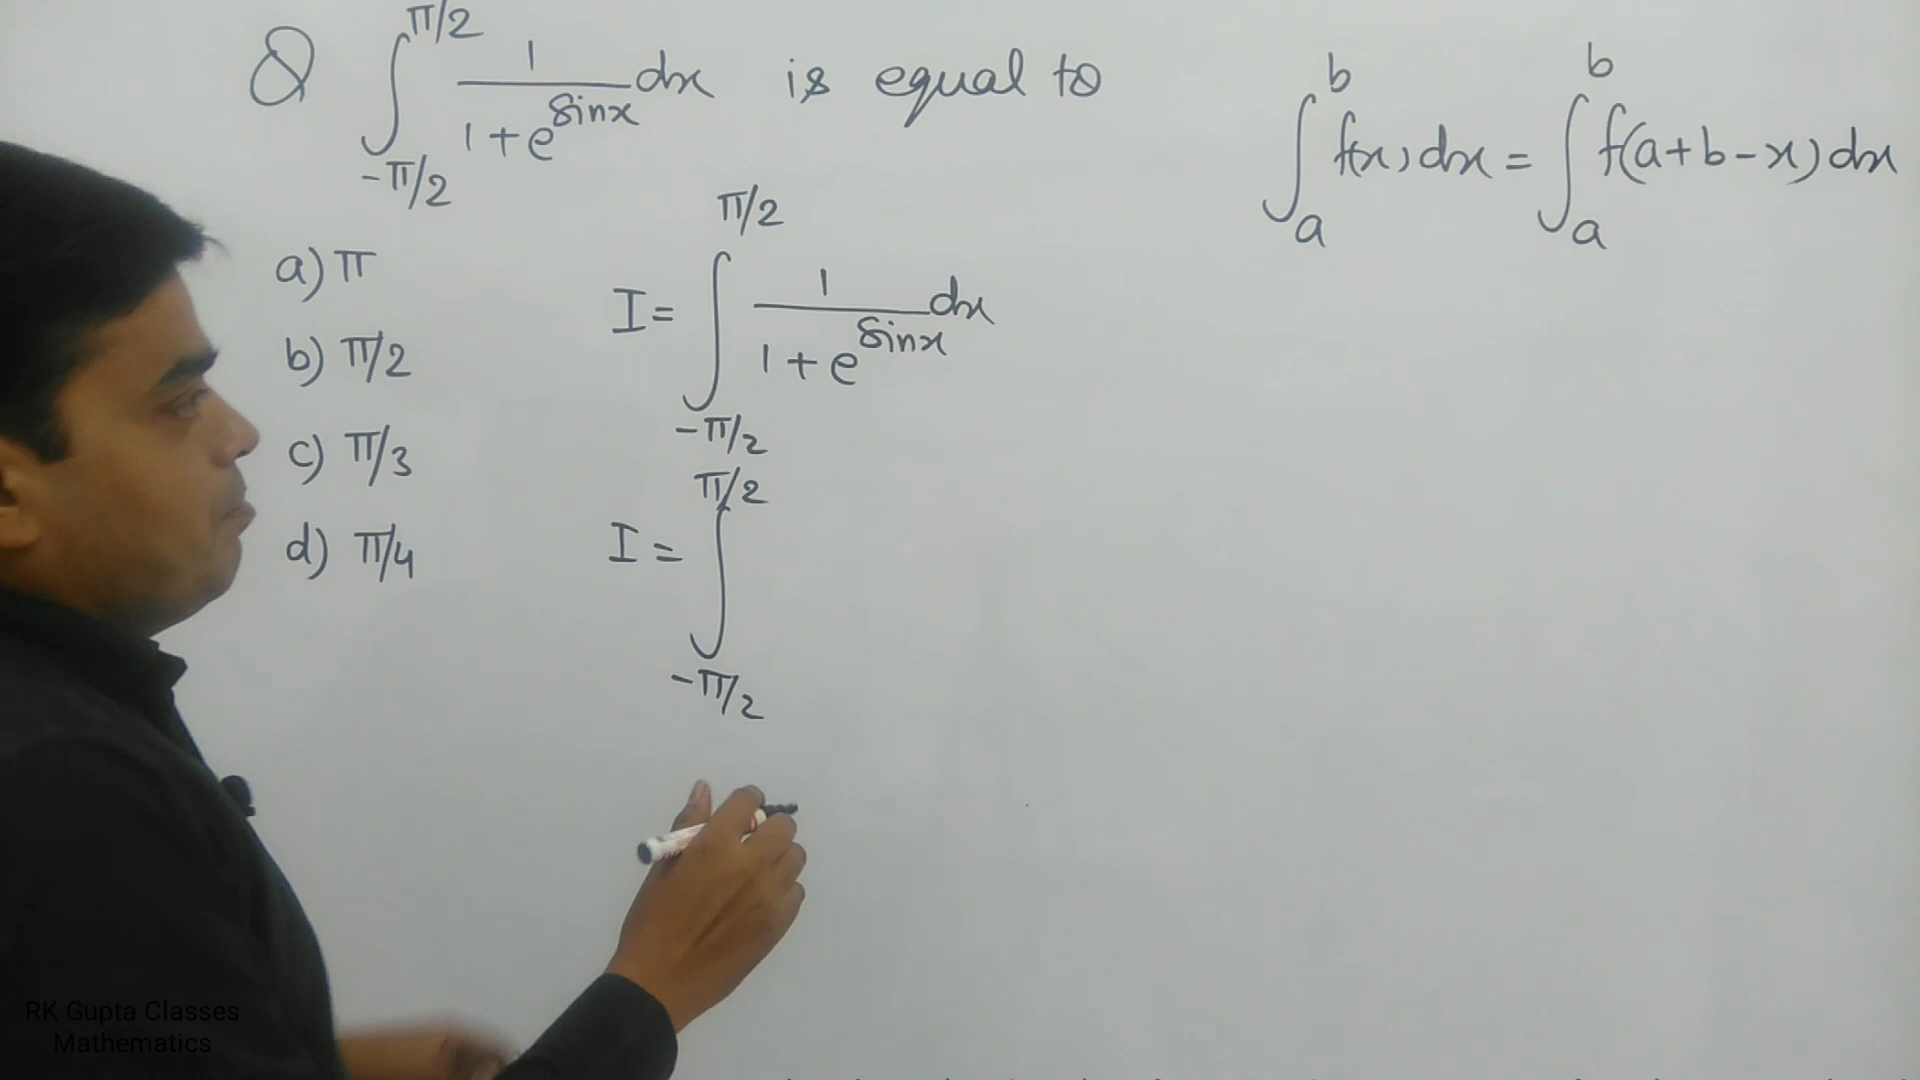 Q ∫_{-π/2}^{π/2} 1/(1+e^{sinx}) dx is equal to
∫_a^b f(x)dx = ∫_a^b f(a+b-x)dx
a) π
b) π/2
c) π/3
d) π/4
I = ∫_{-π/2}^{π/2} 1/(1+e^{sinx}) dx
I = ∫_{-π/2}^{π/2}
RK Gupta Classes
Mathematics